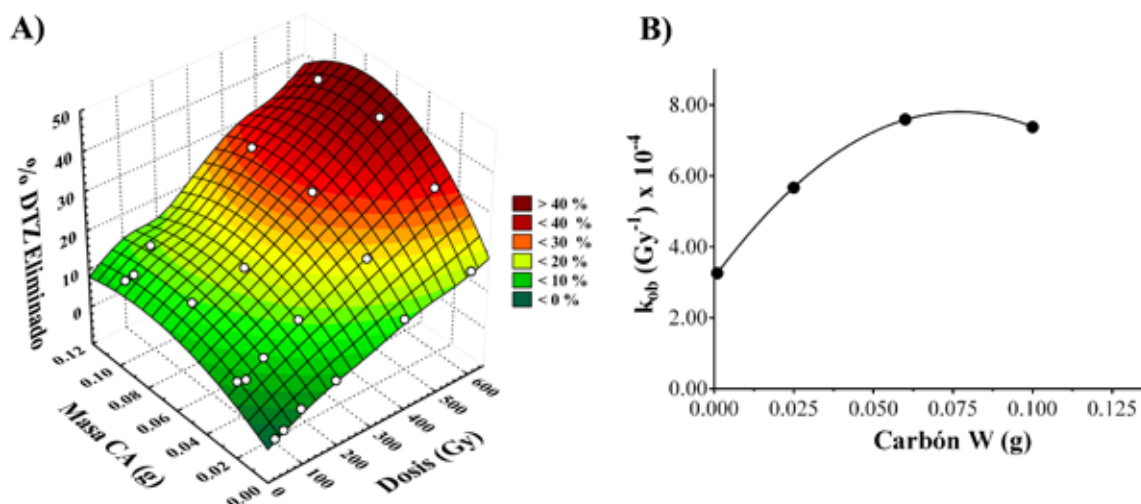 A)
% DTZ Eliminado
50
40
30
20
10
0
0.12
0.10
0.08
0.06
0.04
0.02
0.00
Masa CA (g)
0
100
200
300
400
500
600
Dosis (Gy)
> 40 %
< 40 %
< 30 %
< 20 %
< 10 %
< 0 %
B)
k_ob (Gy⁻¹) x 10⁻⁴
8.00
6.00
4.00
2.00
0.00
0.000 0.025 0.050 0.075 0.100 0.125
Carbón W (g)